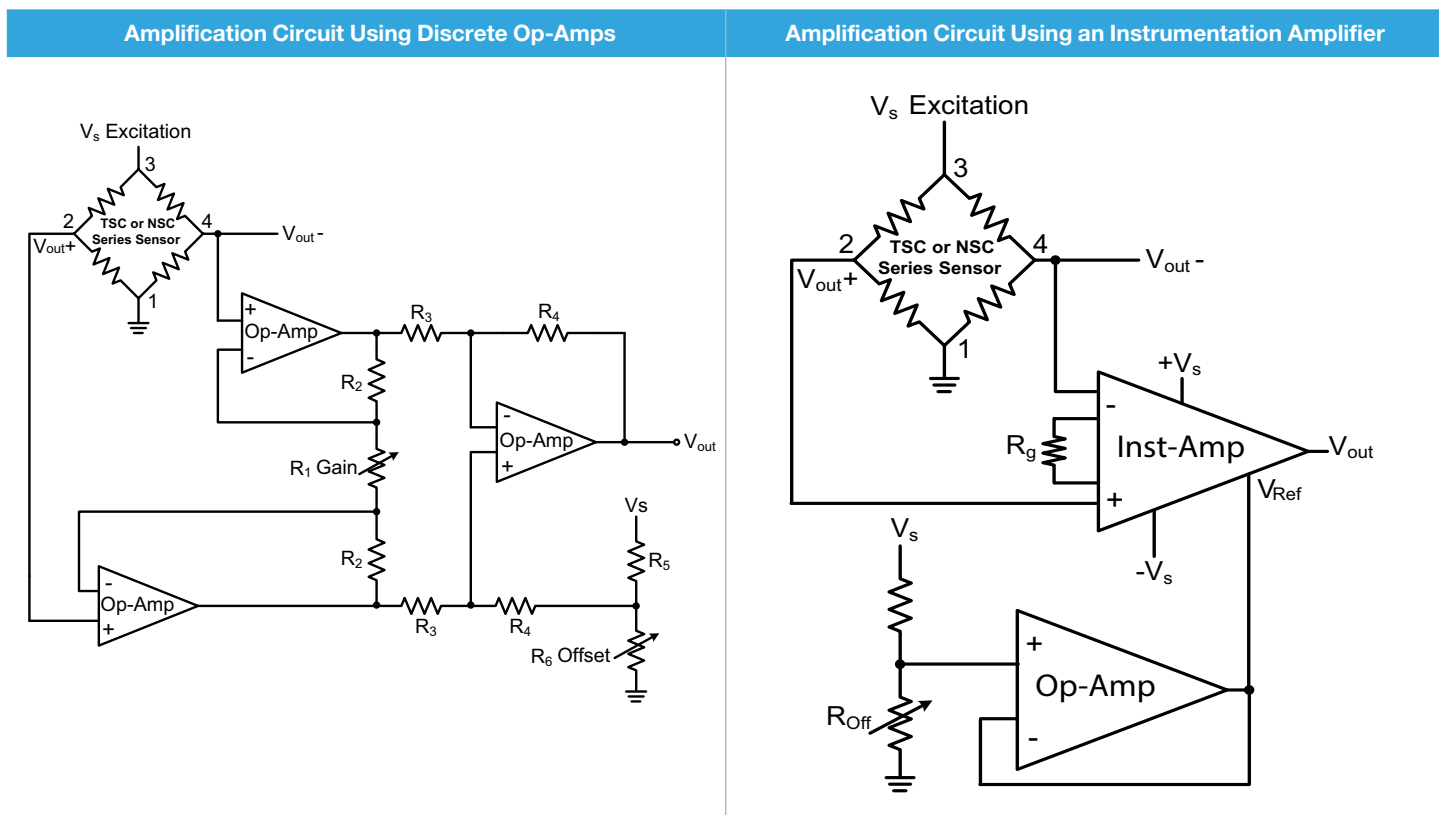 Amplification Circuit Using Discrete Op-Amps
Vs Excitation
3
2
TSC or NSC
Series Sensor
4
Vout+
Vout -
1
+
Op-Amp
-
R3
R4
R2
R1 Gain
-
Op-Amp
+
Vout
R2
Vs
R5
-
Op-Amp
+
R3
R4
R6 Offset
Amplification Circuit Using an Instrumentation Amplifier
Vs Excitation
3
2
TSC or NSC
Series Sensor
4
Vout+
Vout -
1
+Vs
-
Rg
Inst-Amp
+
Vout
VRef
-Vs
Vs
+
Op-Amp
-
ROff